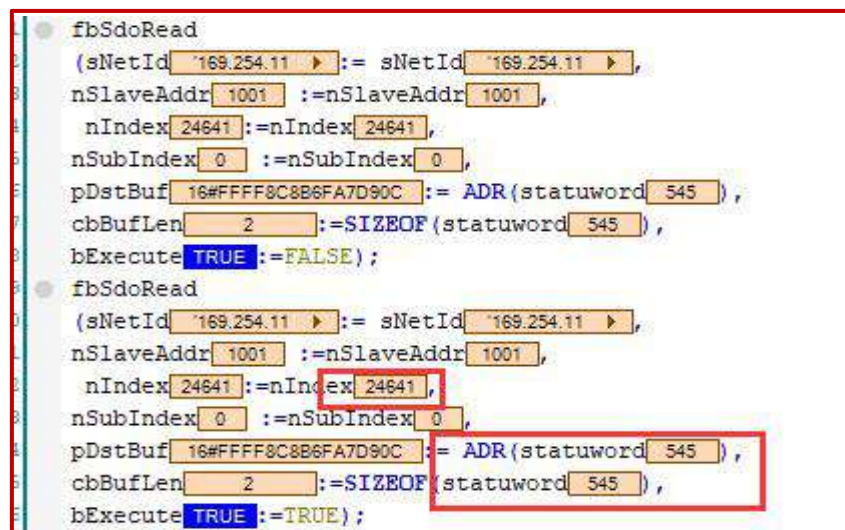 fbSdoRead
(sNetId '169.254.11 ▶ := sNetId '169.254.11 ▶ ,
nSlaveAddr 1001 :=nSlaveAddr 1001 ,
nIndex 24641 :=nIndex 24641 ,
nSubIndex 0 :=nSubIndex 0 ,
pDstBuf 16#FFFF8C8B6FA7D90C := ADR(statuword 545 ),
cbBufLen 2 :=SIZEOF(statuword 545 ),
bExecute TRUE :=FALSE);
fbSdoRead
(sNetId '169.254.11 ▶ := sNetId '169.254.11 ▶ ,
nSlaveAddr 1001 :=nSlaveAddr 1001 ,
nIndex 24641 :=nIndex 24641 ,
nSubIndex 0 :=nSubIndex 0 ,
pDstBuf 16#FFFF8C8B6FA7D90C := ADR(statuword 545 ),
cbBufLen 2 :=SIZEOF(statuword 545 ),
bExecute TRUE :=TRUE);